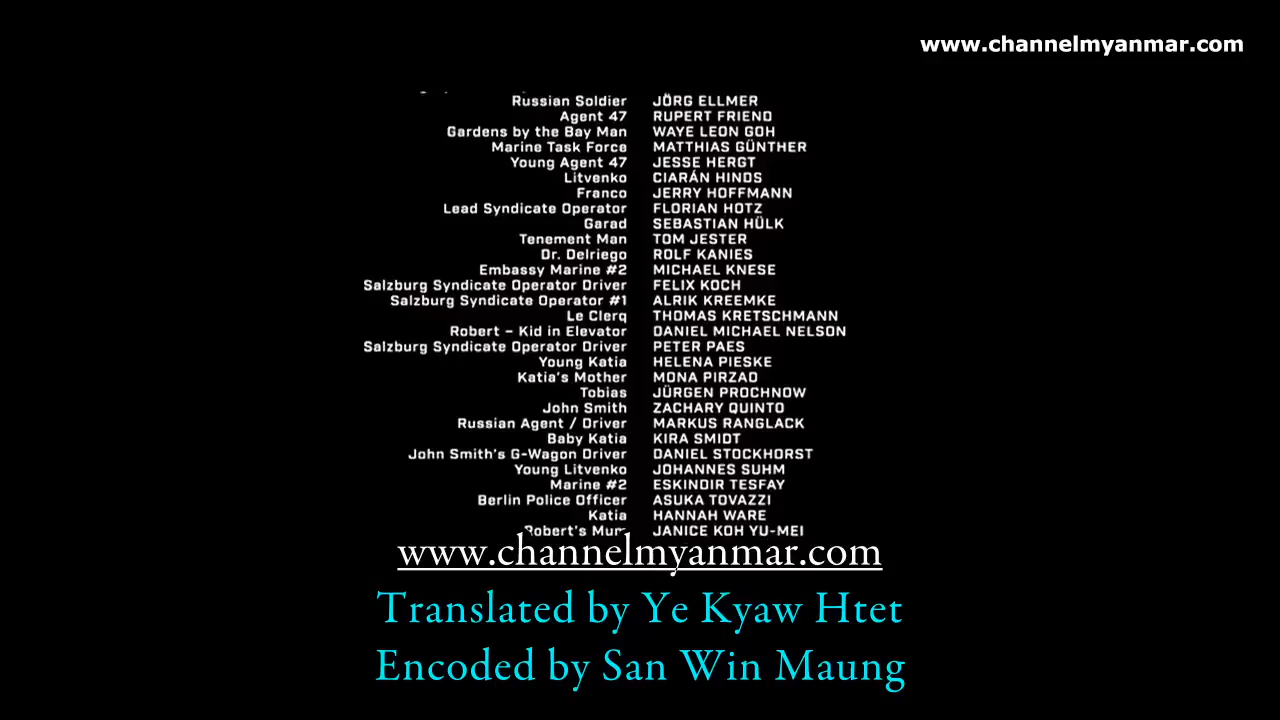 www.channelmyanmar.com
Russian Soldier JÖRG ELLMER
Agent 47 RUPERT FRIEND
Gardens by the Bay Man WAYE LEON GOH
Marine Task Force MATTHIAS GÜNTHER
Young Agent 47 JESSE HERGT
Litvenko CIARÁN HINDS
Franco JERRY HOFFMANN
Lead Syndicate Operator FLORIAN HOTZ
Garad SEBASTIAN HÜLK
Tenement Man TOM JESTER
Dr. Delriego ROLF KANIES
Embassy Marine #2 MICHAEL KNESE
Salzburg Syndicate Operator Driver FELIX KOCH
Salzburg Syndicate Operator #1 ALRIK KREEMKE
Le Clerq THOMAS KRETSCHMANN
Robert – Kid in Elevator DANIEL MICHAEL NELSON
Salzburg Syndicate Operator Driver PETER PAES
Young Katia HELENA PIESKE
Katia's Mother MONA PIRZAD
Tobias JÜRGEN PROCHNOW
John Smith ZACHARY QUINTO
Russian Agent / Driver MARKUS RANGLACK
Baby Katia KIRA SMIDT
John Smith's G-Wagon Driver DANIEL STOCKHORST
Young Litvenko JOHANNES SUHM
Marine #2 ESKINDIR TESFAY
Berlin Police Officer ASUKA TOVAZZI
Katia HANNAH WARE
Robert's Mum JANICE KOH YU-MEI
www.channelmyanmar.com
Translated by Ye Kyaw Htet
Encoded by San Win Maung